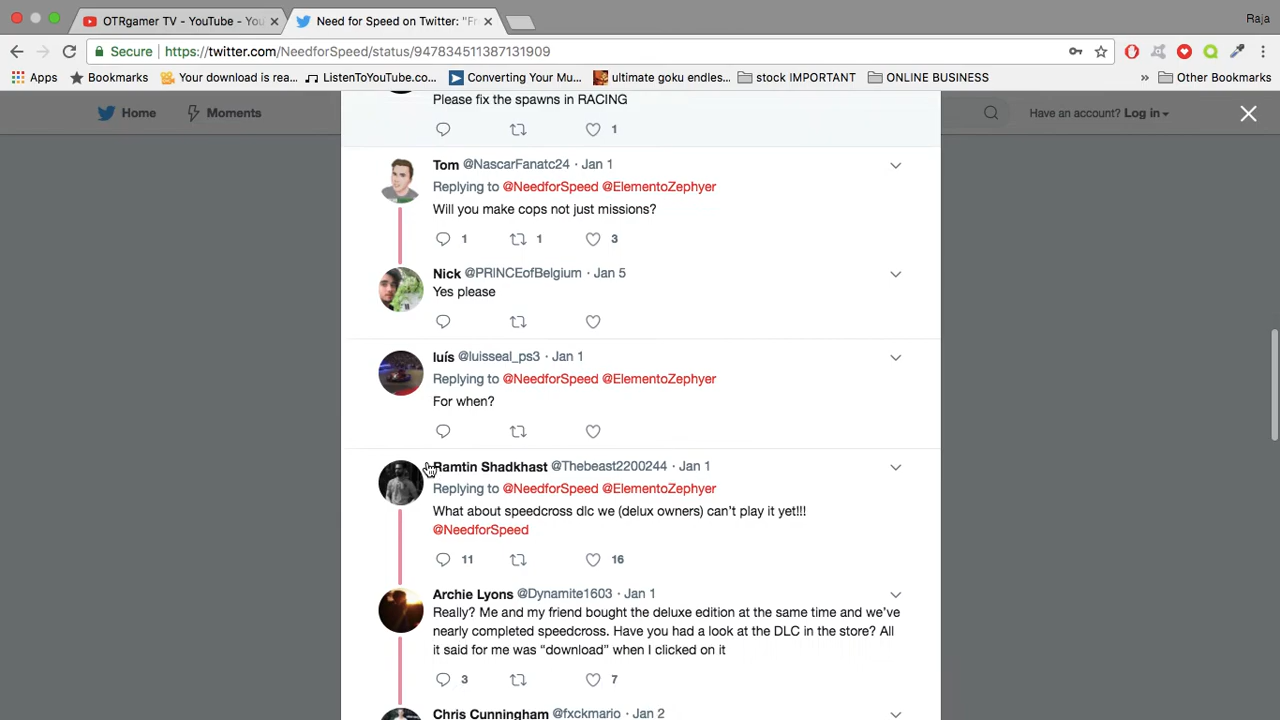 OTRgamer TV - YouTube - You
Need for Speed on Twitter: "Fr
Raja
Secure
https://twitter.com/NeedforSpeed/status/947834511387131909
Apps
Bookmarks
Your download is rea...
ListenToYouTube.co...
Converting Your Mu...
ultimate goku endles...
stock IMPORTANT
ONLINE BUSINESS
»
Other Bookmarks
Home
Moments
Have an account? Log in
Please fix the spawns in RACING
1
Tom @NascarFanatc24 · Jan 1
Replying to @NeedforSpeed @ElementoZephyer
Will you make cops not just missions?
1 1 3
Nick @PRINCEofBelgium · Jan 5
Yes please
luís @luisseal_ps3 · Jan 1
Replying to @NeedforSpeed @ElementoZephyer
For when?
Ramtin Shadkhast @Thebeast2200244 · Jan 1
Replying to @NeedforSpeed @ElementoZephyer
What about speedcross dlc we (delux owners) can't play it yet!!!
@NeedforSpeed
11 16
Archie Lyons @Dynamite1603 · Jan 1
Really? Me and my friend bought the deluxe edition at the same time and we've
nearly completed speedcross. Have you had a look at the DLC in the store? All
it said for me was "download" when I clicked on it
3 7
Chris Cunningham @fxckmario · Jan 2